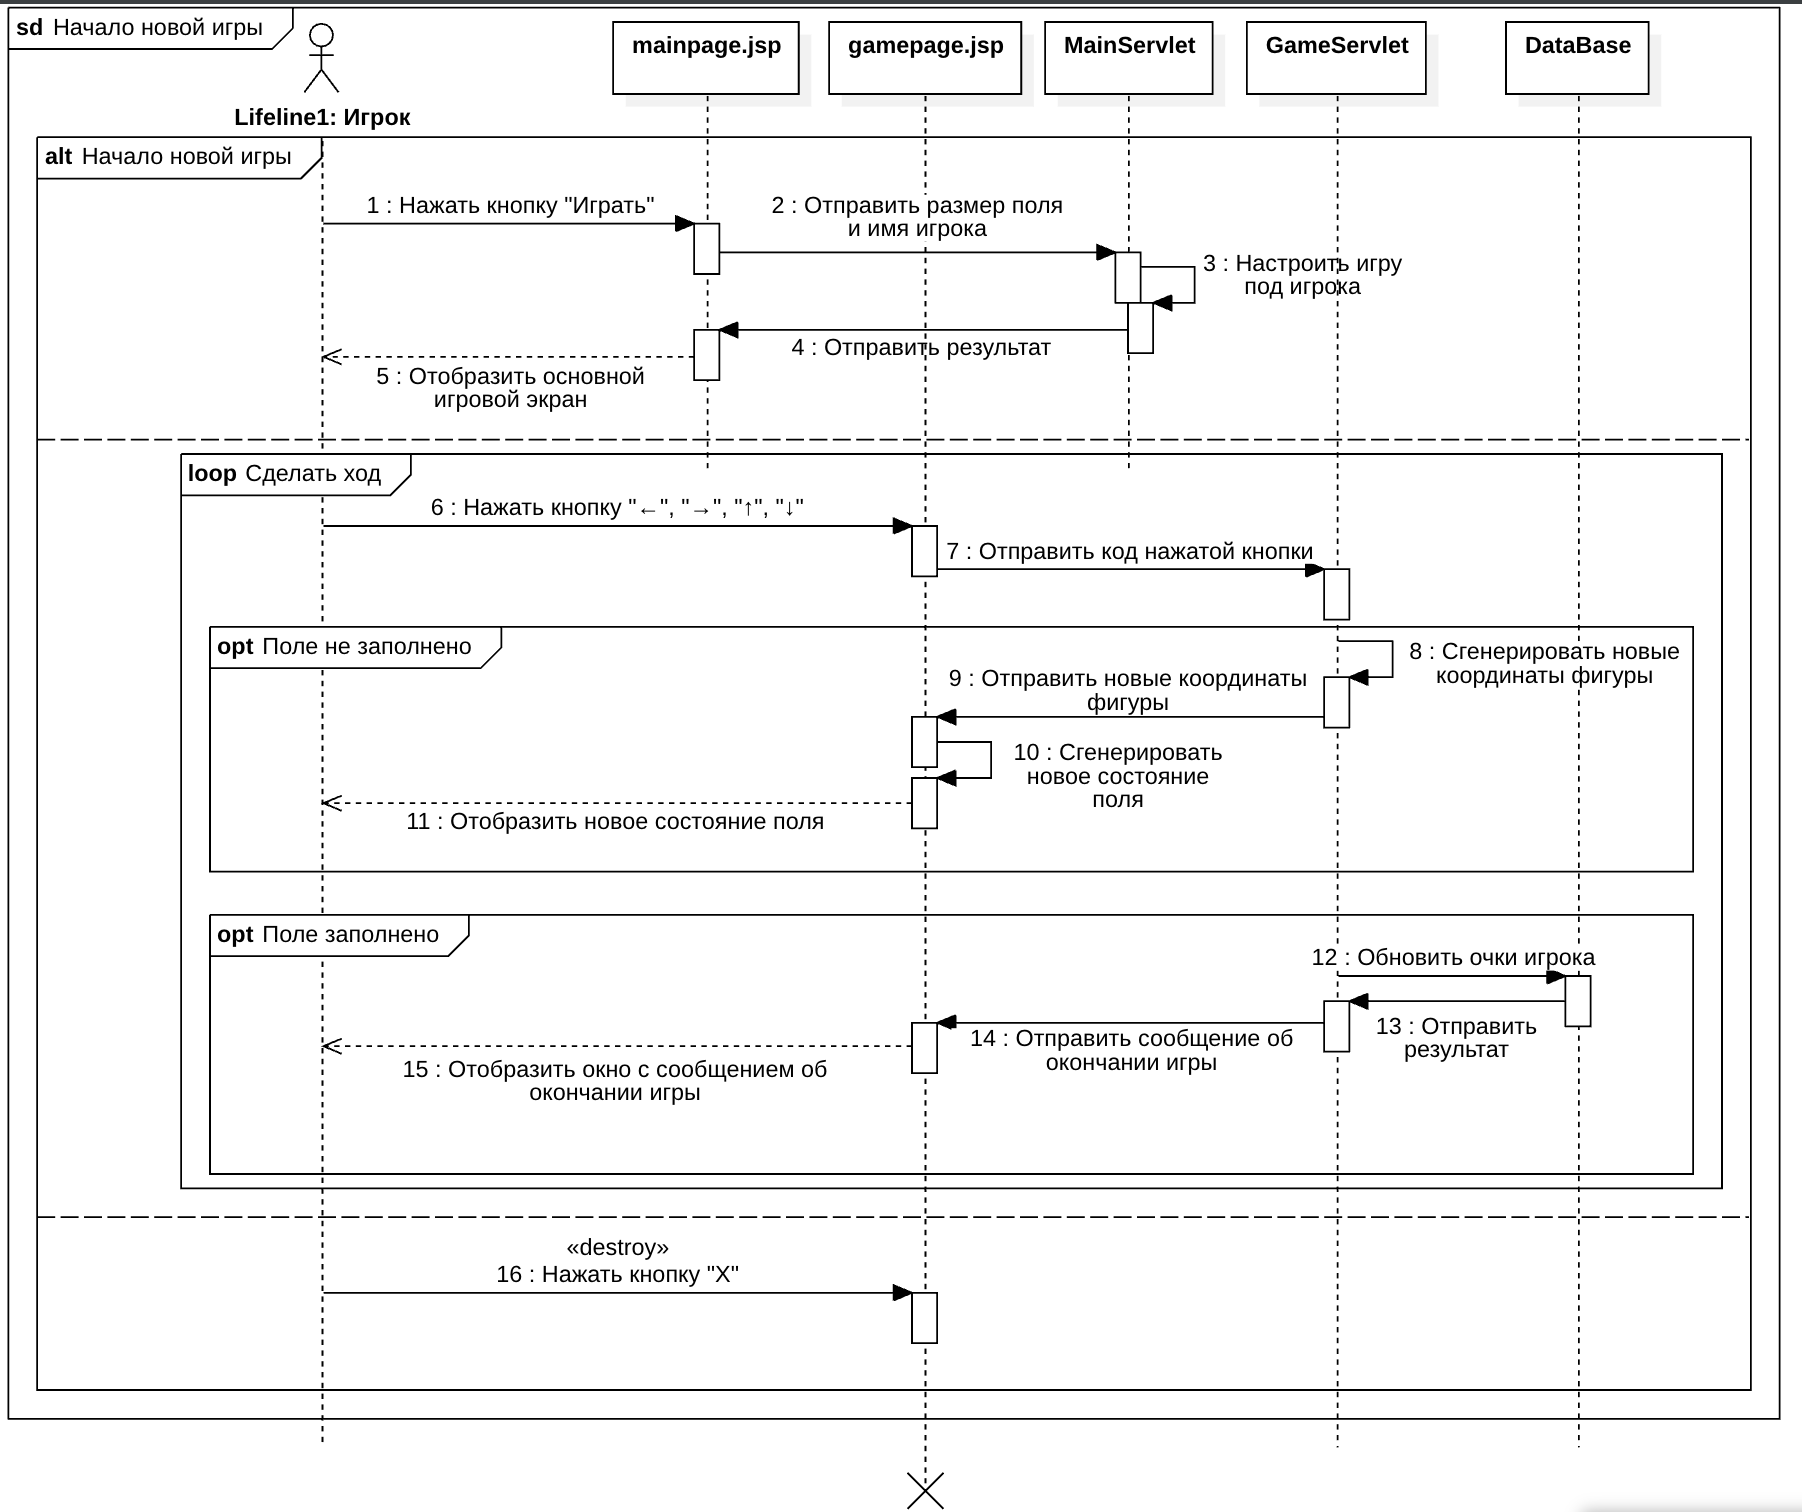 sd Начало новой игры
mainpage.jsp
gamepage.jsp
MainServlet
GameServlet
DataBase
Lifeline1: Игрок
alt Начало новой игры
1 : Нажать кнопку "Играть"
2 : Отправить размер поля
и имя игрока
3 : Настроить игру
под игрока
4 : Отправить результат
5 : Отобразить основной
игровой экран
loop Сделать ход
6 : Нажать кнопку "←", "→", "↑", "↓"
7 : Отправить код нажатой кнопки
opt Поле не заполнено
8 : Сгенерировать новые
координаты фигуры
9 : Отправить новые координаты
фигуры
10 : Сгенерировать
новое состояние
поля
11 : Отобразить новое состояние поля
opt Поле заполнено
12 : Обновить очки игрока
13 : Отправить
результат
14 : Отправить сообщение об
окончании игры
15 : Отобразить окно с сообщением об
окончании игры
«destroy»
16 : Нажать кнопку "X"